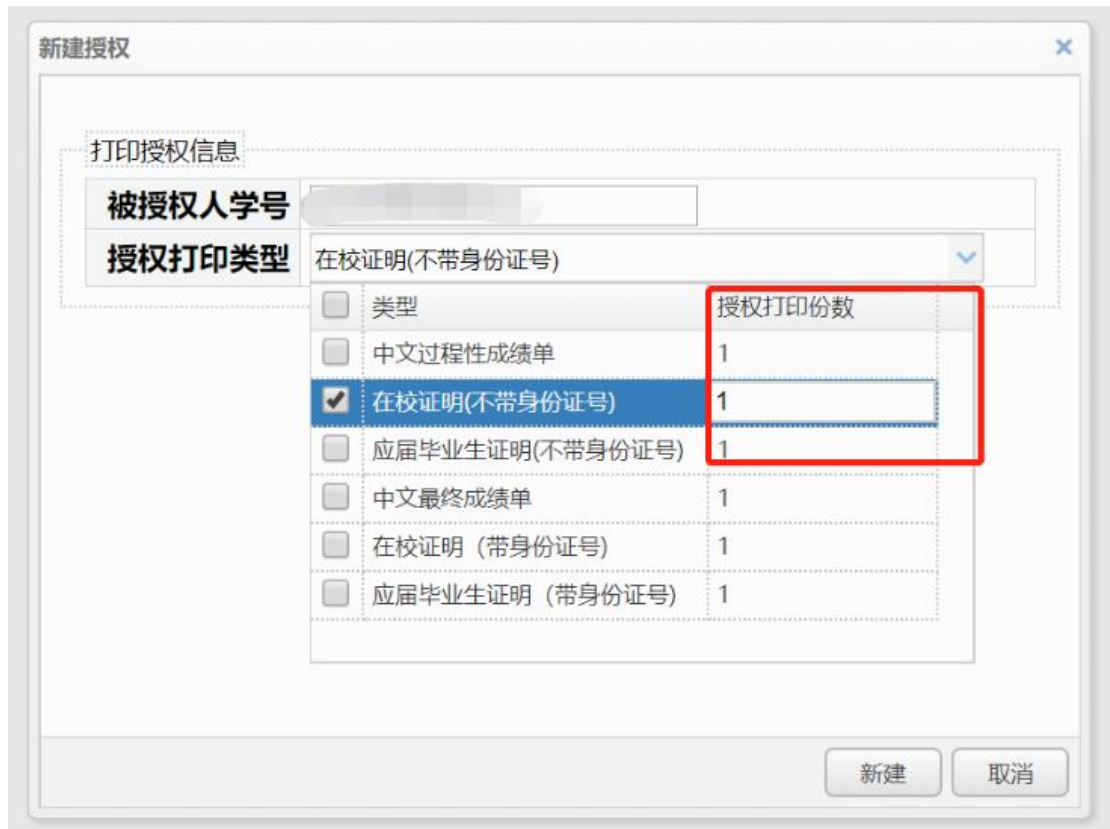 新建授权
打印授权信息
被授权人学号
授权打印类型 在校证明(不带身份证号)
类型 授权打印份数
中文过程性成绩单 1
在校证明(不带身份证号) 1
应届毕业生证明(不带身份证号) 1
中文最终成绩单 1
在校证明（带身份证号) 1
应届毕业生证明（带身份证号) 1
新建 取消